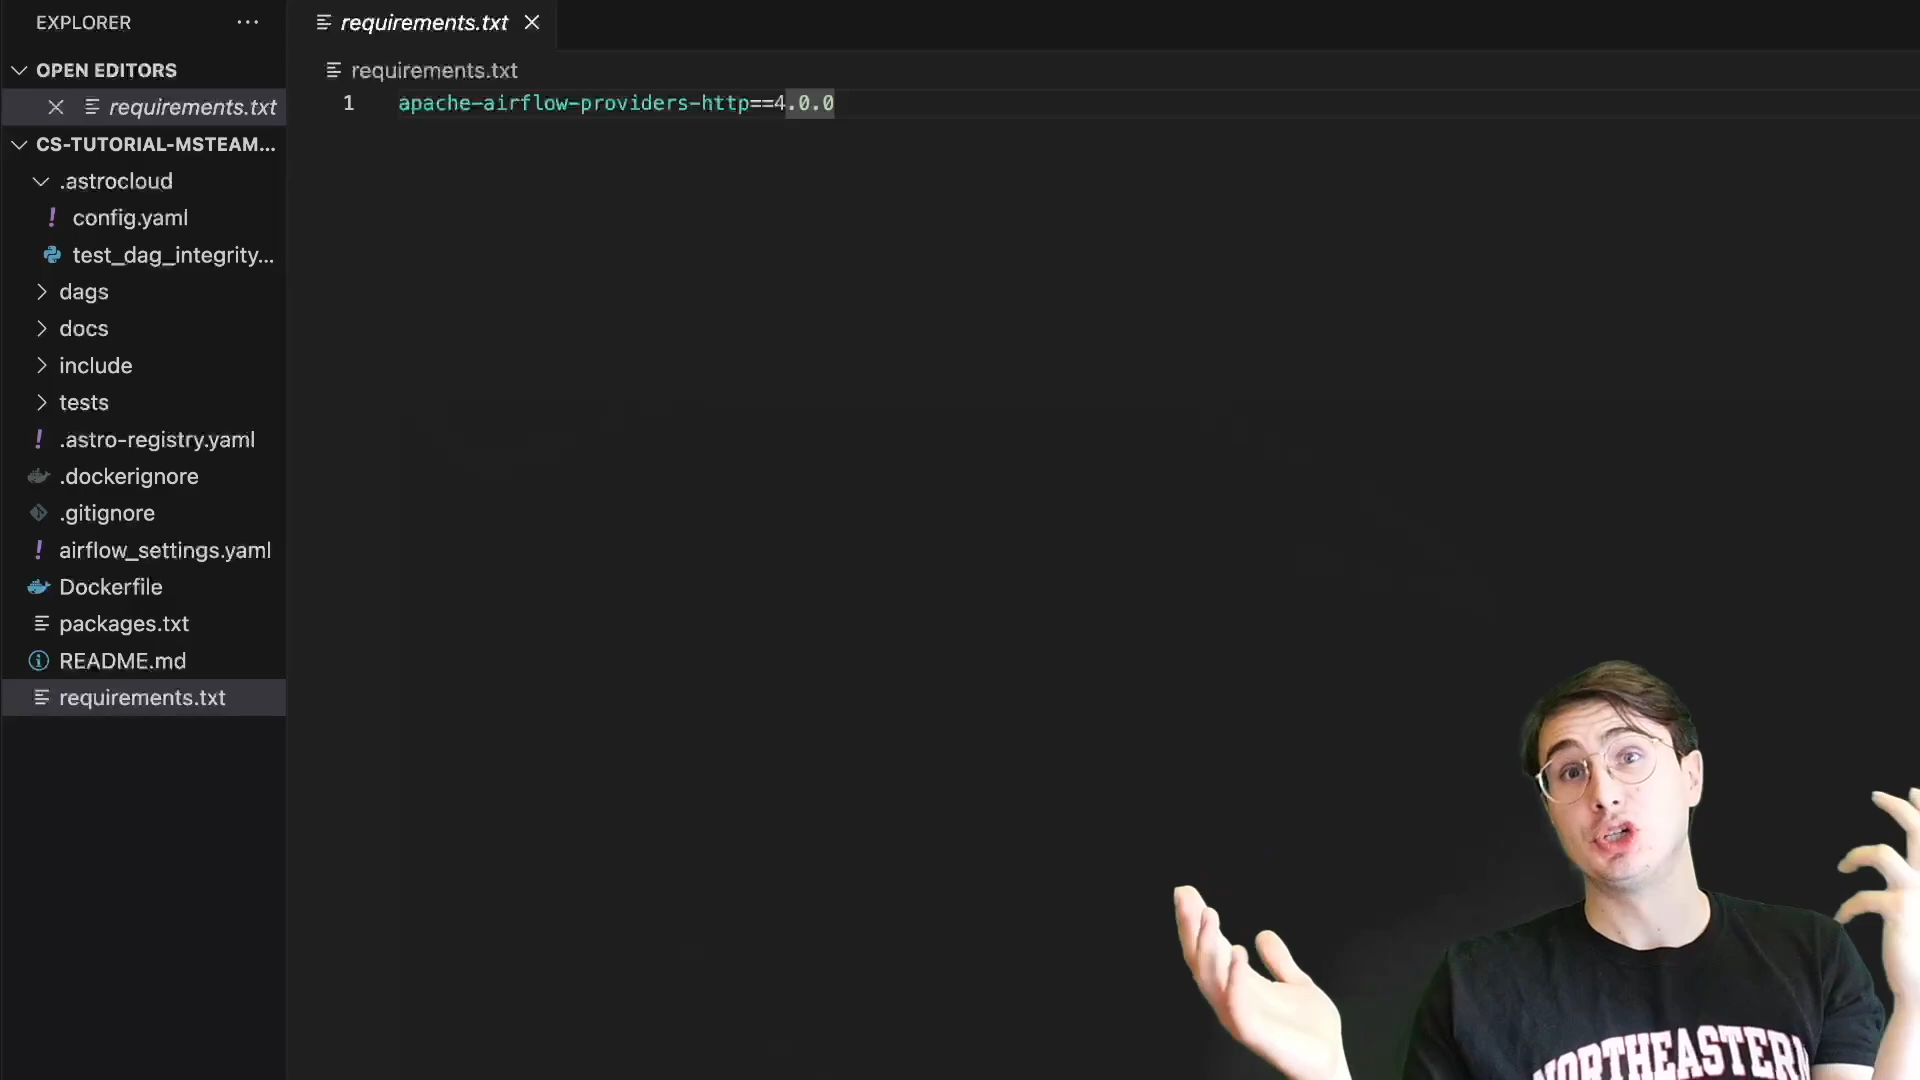 EXPLORER
requirements.txt
OPEN EDITORS
requirements.txt
requirements.txt
1 apache-airflow-providers-http==4.0.0
CS-TUTORIAL-MSTEAM...
.astrocloud
config.yaml
test_dag_integrity...
dags
docs
include
tests
.astro-registry.yaml
.dockerignore
.gitignore
airflow_settings.yaml
Dockerfile
packages.txt
README.md
requirements.txt
NORTHEASTERN